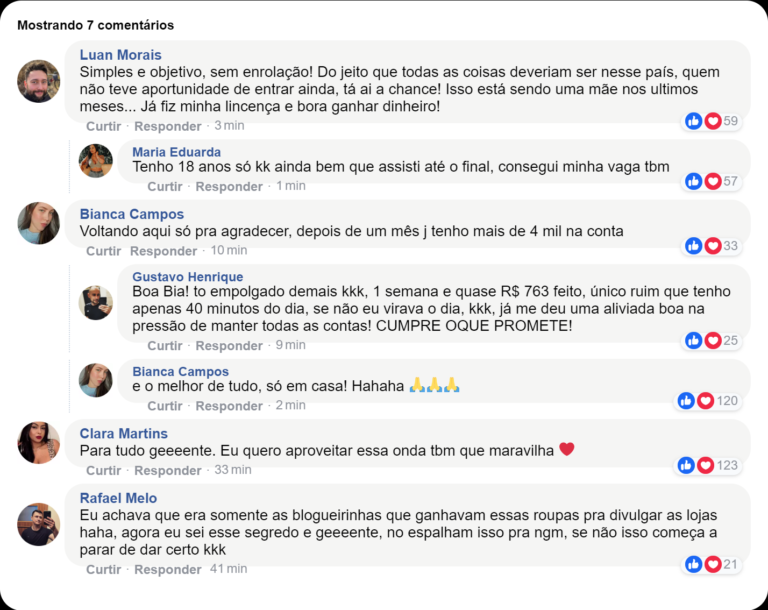 Mostrando 7 comentários
Luan Morais
Simples e objetivo, sem enrolação! Do jeito que todas as coisas deveriam ser nesse país, quem
não teve aportunidade de entrar ainda, tá ai a chance! Isso está sendo uma mãe nos ultimos
meses... Já fiz minha lincença e bora ganhar dinheiro!
Curtir · Responder · 3 min
59
Maria Eduarda
Tenho 18 anos só kk ainda bem que assisti até o final, consegui minha vaga tbm
Curtir · Responder · 1 min
57
Bianca Campos
Voltando aqui só pra agradecer, depois de um mês j tenho mais de 4 mil na conta
Curtir Responder · 10 min
33
Gustavo Henrique
Boa Bia! to empolgado demais kkk, 1 semana e quase R$ 763 feito, único ruim que tenho
apenas 40 minutos do dia, se não eu virava o dia, kkk, já me deu uma aliviada boa na
pressão de manter todas as contas! CUMPRE OQUE PROMETE!
Curtir · Responder · 9 min
25
Bianca Campos
e o melhor de tudo, só em casa! Hahaha 🙏🙏🙏
Curtir · Responder · 2 min
120
Clara Martins
Para tudo geeeente. Eu quero aproveitar essa onda tbm que maravilha ❤️
Curtir · Responder · 33 min
123
Rafael Melo
Eu achava que era somente as blogueirinhas que ganhavam essas roupas pra divulgar as lojas
haha, agora eu sei esse segredo e geeeente, no espalham isso pra ngm, se não isso começa a
parar de dar certo kkk
Curtir · Responder 41 min
21